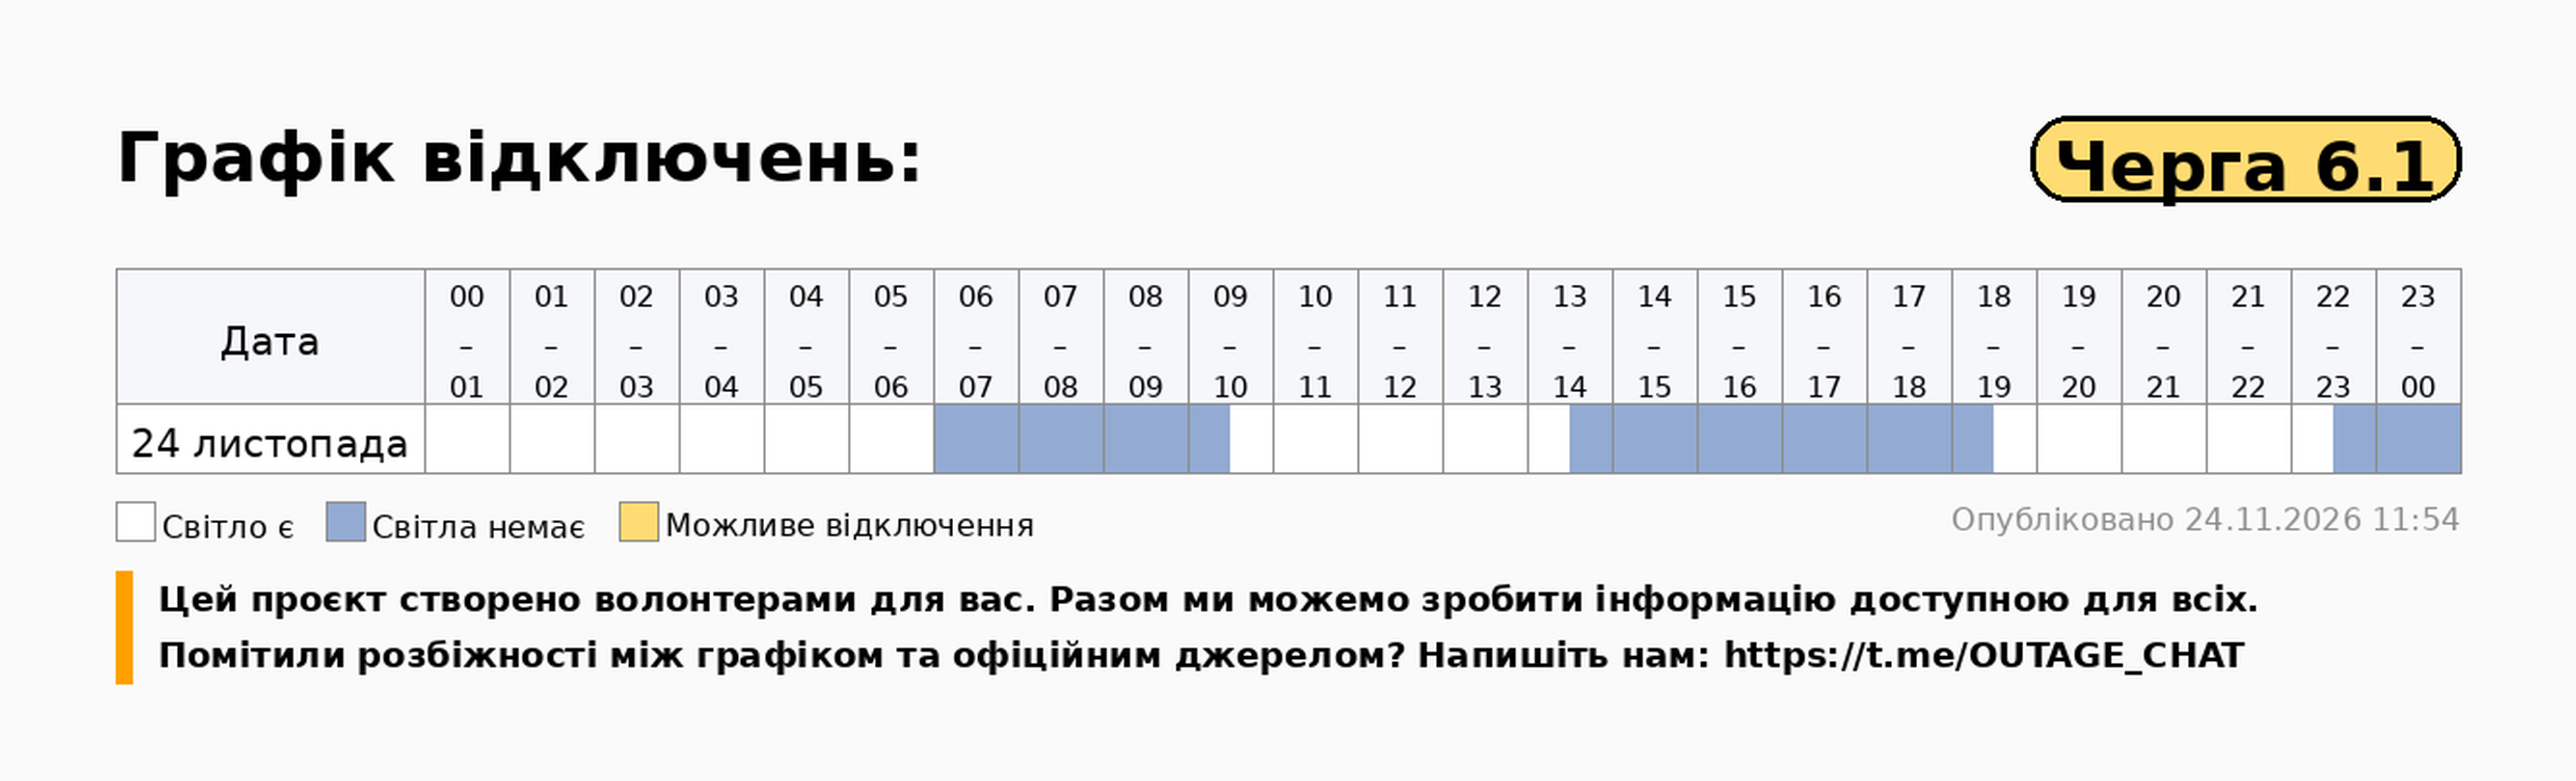 Графік відключень:
Черга 6.1
Дата
00 – 01
01 – 02
02 – 03
03 – 04
04 – 05
05 – 06
06 – 07
07 – 08
08 – 09
09 – 10
10 – 11
11 – 12
12 – 13
13 – 14
14 – 15
15 – 16
16 – 17
17 – 18
18 – 19
19 – 20
20 – 21
21 – 22
22 – 23
23 – 00
24 листопада
Світло є
Світла немає
Можливе відключення
Опубліковано 24.11.2026 11:54
Цей проєкт створено волонтерами для вас. Разом ми можемо зробити інформацію доступною для всіх.
Помітили розбіжності між графіком та офіційним джерелом? Напишіть нам: https://t.me/OUTAGE_CHAT